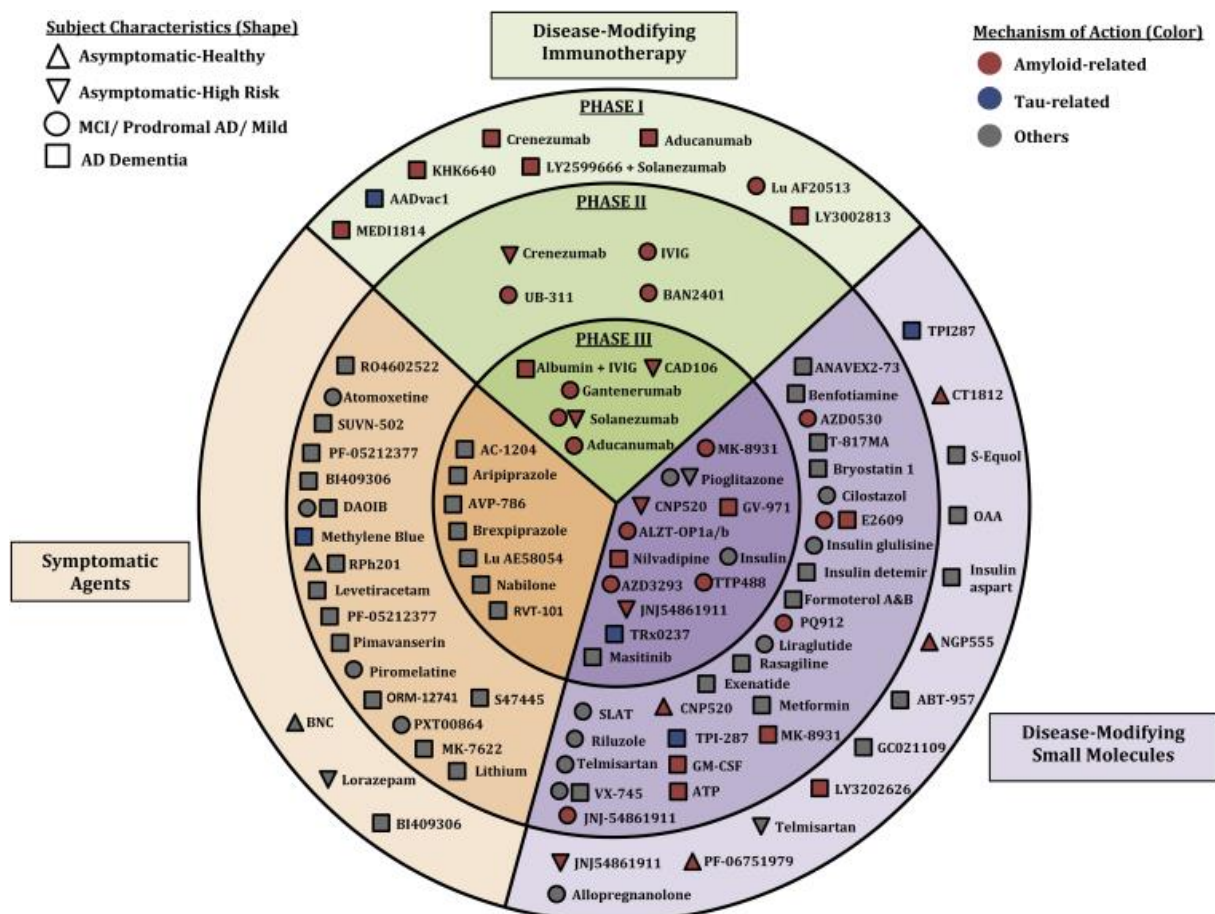 Subject Characteristics (Shape)
Asymptomatic-Healthy
Asymptomatic-High Risk
MCI/ Prodromal AD/ Mild
AD Dementia
Disease-Modifying
Immunotherapy
Mechanism of Action (Color)
Amyloid-related
Tau-related
Others
PHASE I
Crenezumab
Aducanumab
KHK6640
LY2599666 + Solanezumab
AADvac1
Lu AF20513
MEDI1814
LY3002813
PHASE II
Crenezumab
IVIG
UB-311
BAN2401
PHASE III
Albumin + IVIG
CAD106
Gantenerumab
Solanezumab
Aducanumab
Symptomatic
Agents
RO4602522
Atomoxetine
SUVN-502
PF-05212377
BI409306
DAOIB
Methylene Blue
RPh201
Levetiracetam
PF-05212377
Pimavanserin
Piromelatine
ORM-12741
S47445
PXT00864
MK-7622
Lithium
BNC
Lorazepam
BI409306
AC-1204
Aripiprazole
AVP-786
Brexpiprazole
Lu AE58054
Nabilone
RVT-101
MK-8931
Pioglitazone
CNP520
GV-971
ALZT-OP1a/b
Nilvadipine
Insulin
AZD3293
TTP488
JNJ54861911
TRx0237
Masitinib
ANAVEX2-73
Benfotiamine
AZD0530
T-817MA
Bryostatin 1
Cilostazol
E2609
Insulin glulisine
Insulin detemir
Formoterol A&B
PQ912
Liraglutide
Rasagiline
Exenatide
Metformin
SLAT
CNP520
Riluzole
TPI-287
MK-8931
Telmisartan
GM-CSF
VX-745
ATP
JNJ-54861911
TPI287
CT1812
S-Equol
OAA
Insulin
aspart
NGP555
ABT-957
GC021109
LY3202626
Telmisartan
JNJ54861911
PF-06751979
Allopregnanolone
Disease-Modifying
Small Molecules